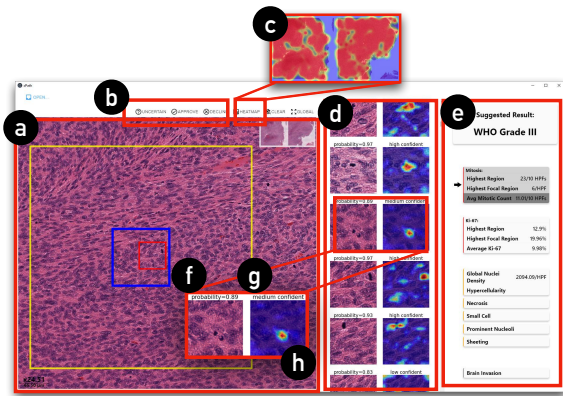 c
xPath
OPEN...
b
UNCERTAIN APPROVE DECLINE HEATMAP CLEAR GLOBAL
a
d
e
Suggested Result:
WHO Grade III
probability=0.97 high confident
Mitosis:
Highest Region 23/10 HPFs
Highest Focal Region 6/HPF
Avg Mitotic Count 11.01/10 HPFs
probability=0.89 medium confident
Ki-67:
Highest Region 12.9%
Highest Focal Region 19.96%
Average Ki-67 9.98%
probability=0.97 high confident
f
g
probability=0.89 medium confident
Global Nuclei Density 2094.09/HPF
Hypercellularity
Necrosis
probability=0.93 high confident
Small Cell
Prominent Nucleoli
Sheeting
h
probability=0.83 low confident
Brain Invasion